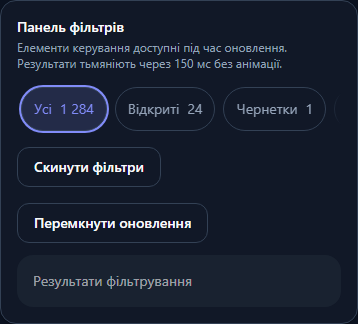 Панель фільтрів
Елементи керування доступні під час оновлення.
Результати тьмяніють через 150 мс без анімації.
Усі 1 284 Відкриті 24 Чернетки 1
Скинути фільтри
Перемкнути оновлення
Результати фільтрування